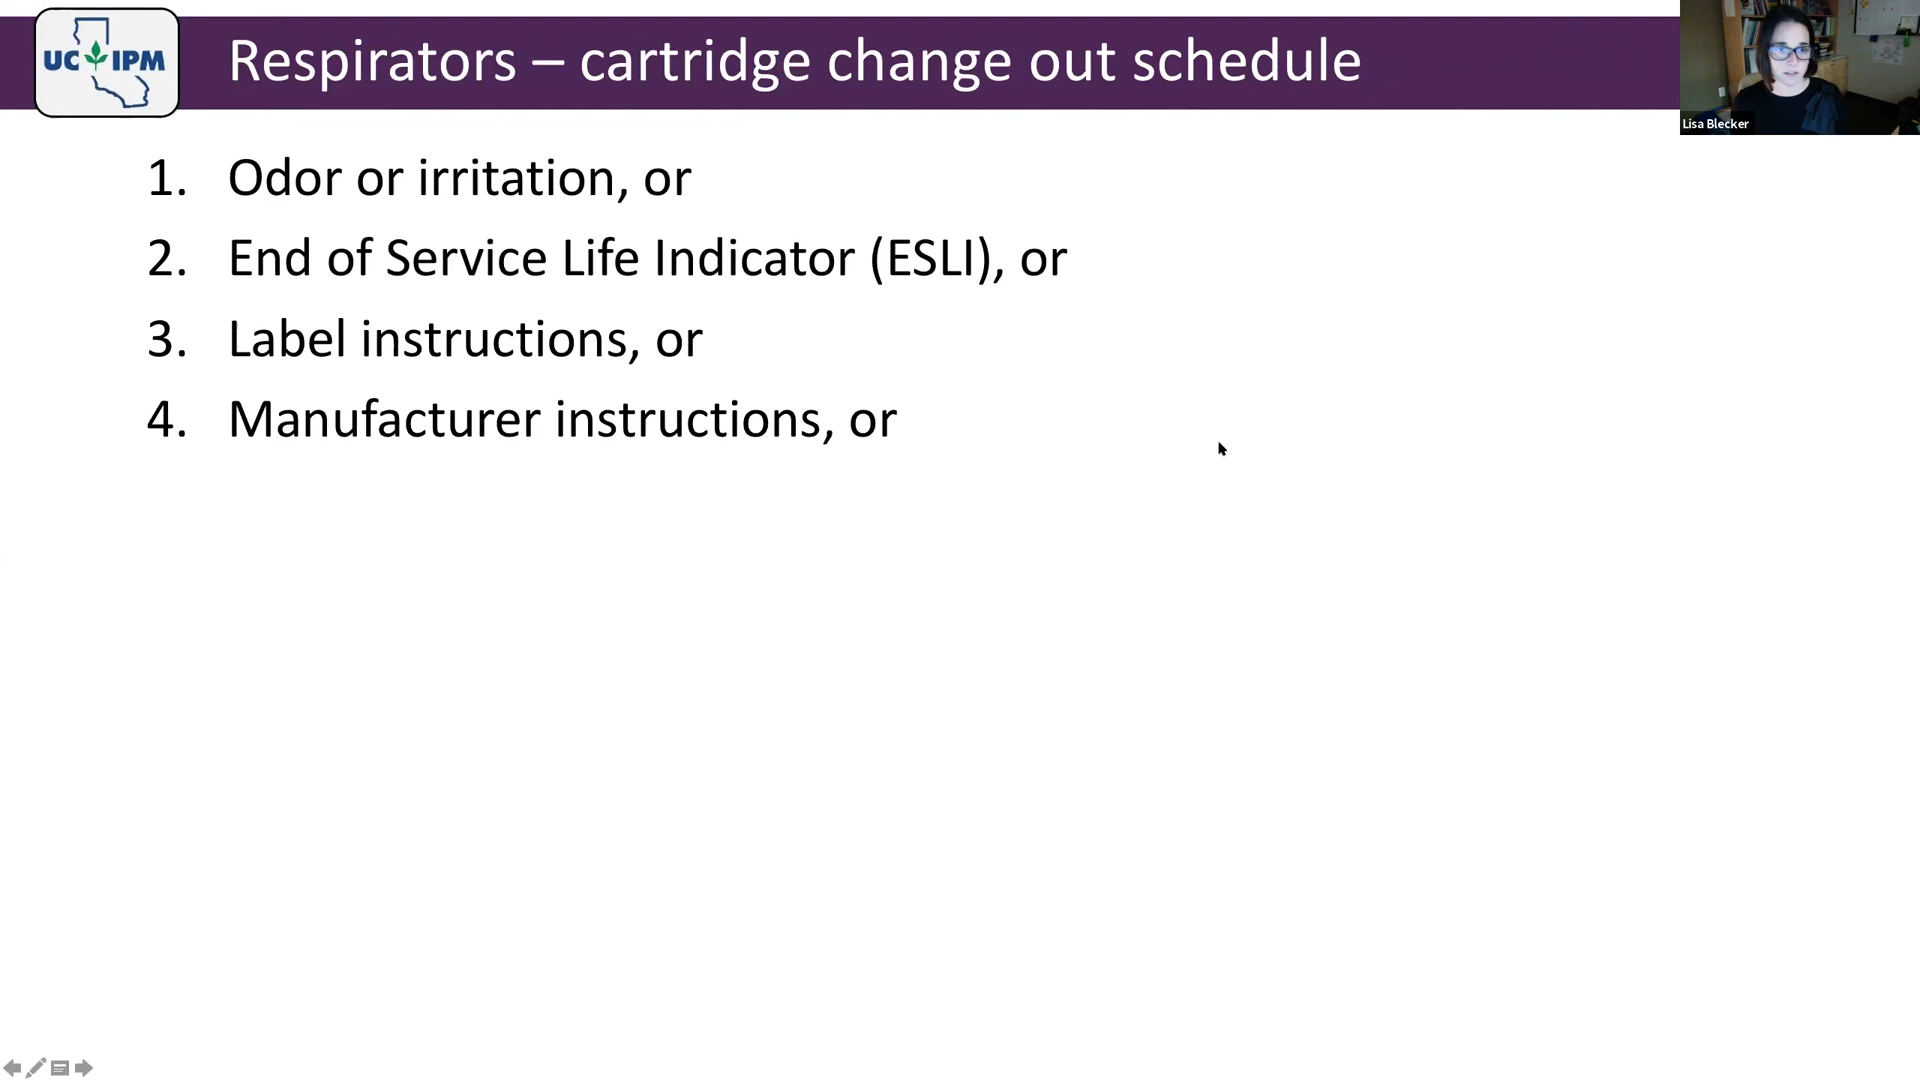 UC IPM
Respirators – cartridge change out schedule
Lisa Blecker
1. Odor or irritation, or
2. End of Service Life Indicator (ESLI), or
3. Label instructions, or
4. Manufacturer instructions, or